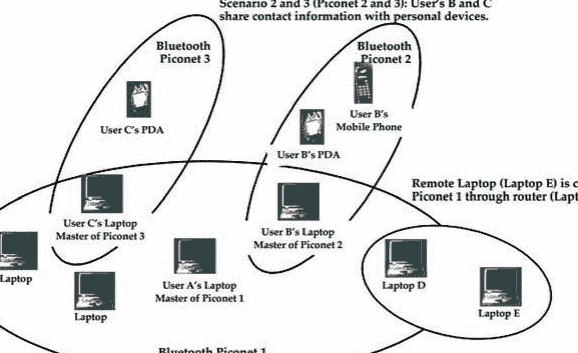 Scenario 2 and 3 (Piconet 2 and 3): User's B and C
share contact information with personal devices.
Bluetooth
Piconet 3
Bluetooth
Piconet 2
User C's PDA
User B's
Mobile Phone
User B's PDA
Remote Laptop (Laptop E) is
Piconet 1 through router
User C's Laptop
Master of Piconet 3
User B's Laptop
Master of Piconet 2
Laptop
User A's Laptop
Master of Piconet 1
Laptop D
Laptop
Laptop E
Bluetooth Piconet 1